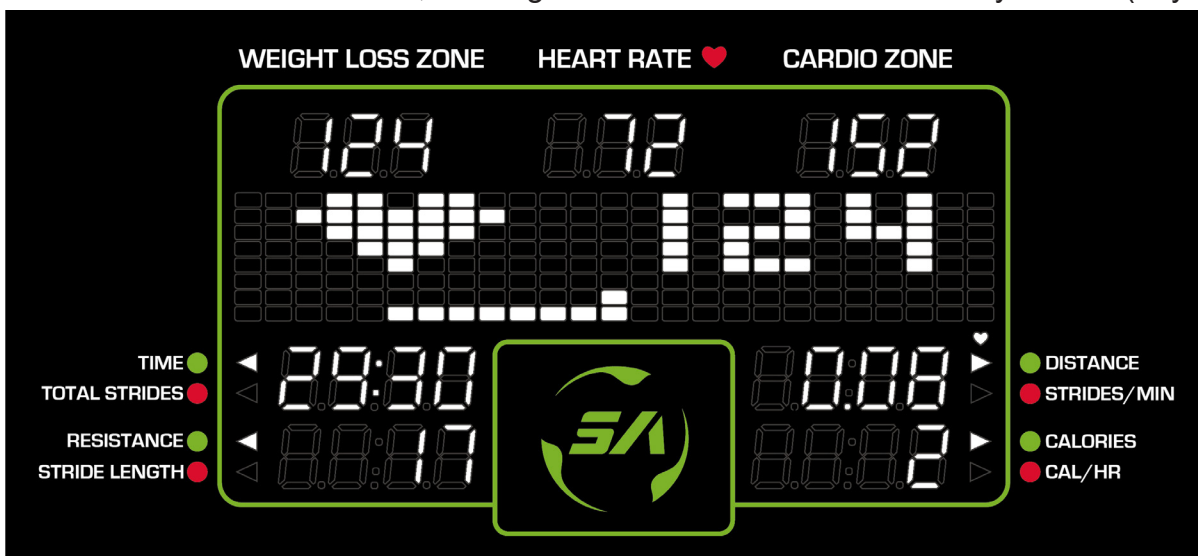 WEIGHT LOSS ZONE HEART RATE CARDIO ZONE
124 72 152
124
TIME 29:30 0.08 DISTANCE
TOTAL STRIDES STRIDES/MIN
RESISTANCE 17 2 CALORIES
STRIDE LENGTH CAL/HR
SA